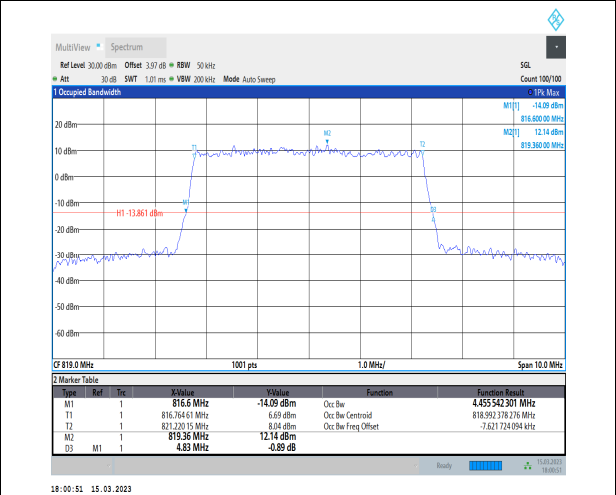 MultiView Spectrum
Ref Level 30.00 dBm Offset 3.97 dB RBW 50 kHz SGL
Att 30 dB SWT 1.01 ms VBW 200 kHz Mode Auto Sweep Count 100/100
1 Occupied Bandwidth 1Pk Max
M1[1] -14.09 dBm
816.600 00 MHz
M2[1] 12.14 dBm
819.360 00 MHz
20 dBm
M2
T1 T2
10 dBm
0 dBm
-10 dBm
M1
D3
H1 -13.861 dBm
-20 dBm
-30 dBm
-40 dBm
-50 dBm
-60 dBm
CF 819.0 MHz 1001 pts 1.0 MHz/ Span 10.0 MHz
2 Marker Table
Type Ref Trc X-Value Y-Value Function Function Result
M1 1 816.6 MHz -14.09 dBm Occ Bw 4.455 542 301 MHz
T1 1 816.764 61 MHz 6.69 dBm Occ Bw Centroid 818.992 378 276 MHz
T2 1 821.220 15 MHz 8.04 dBm Occ Bw Freq Offset -7.621 724 094 kHz
M2 1 819.36 MHz 12.14 dBm
D3 M1 1 4.83 MHz -0.89 dB
Ready 15.03.2023
18:00:51
18:00:51 15.03.2023